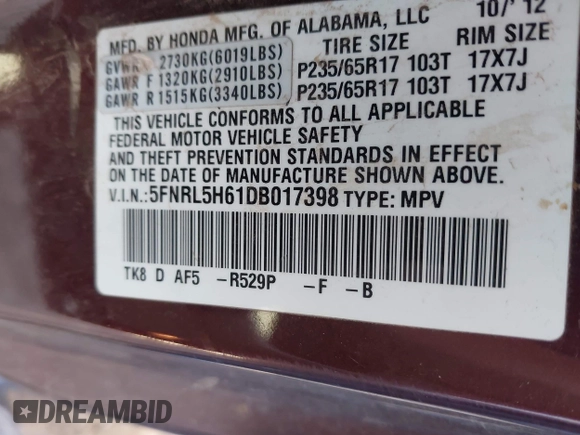 MFD. BY HONDA MFG. OF ALABAMA, LLC 10/'12
TIRE SIZE RIM SIZE
GVWR 2730KG(6019LBS)
GAWR F 1320KG(2910LBS) P235/65R17 103T 17X7J
GAWR R 1515KG(3340LBS) P235/65R17 103T 17X7J
THIS VEHICLE CONFORMS TO ALL APPLICABLE
FEDERAL MOTOR VEHICLE SAFETY
AND THEFT PREVENTION STANDARDS IN EFFECT
ON THE DATE OF MANUFACTURE SHOWN ABOVE.
V.I.N.:5FNRL5H61DB017398 TYPE: MPV
TK8 D AF5 -R529P -F -B
DREAMBID